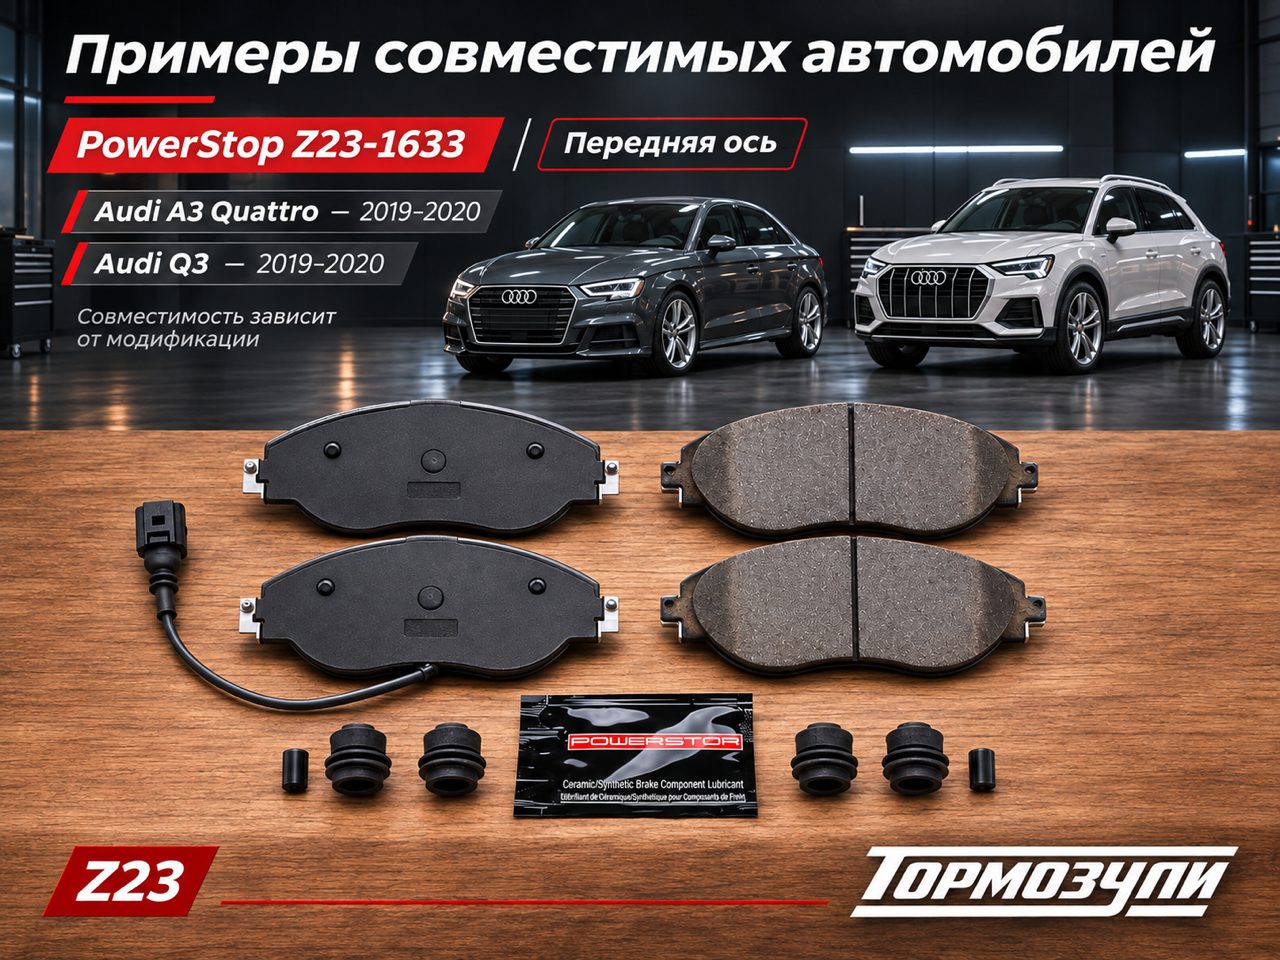 Примеры совместимых автомобилей
PowerStop Z23-1633
Передняя ось
Audi A3 Quattro – 2019–2020
Audi Q3 – 2019–2020
Совместимость зависит
от модификации
POWERSTOP
Ceramic/Synthetic Brake Component Lubricant
Z23
ТОРМОЗУЛИ